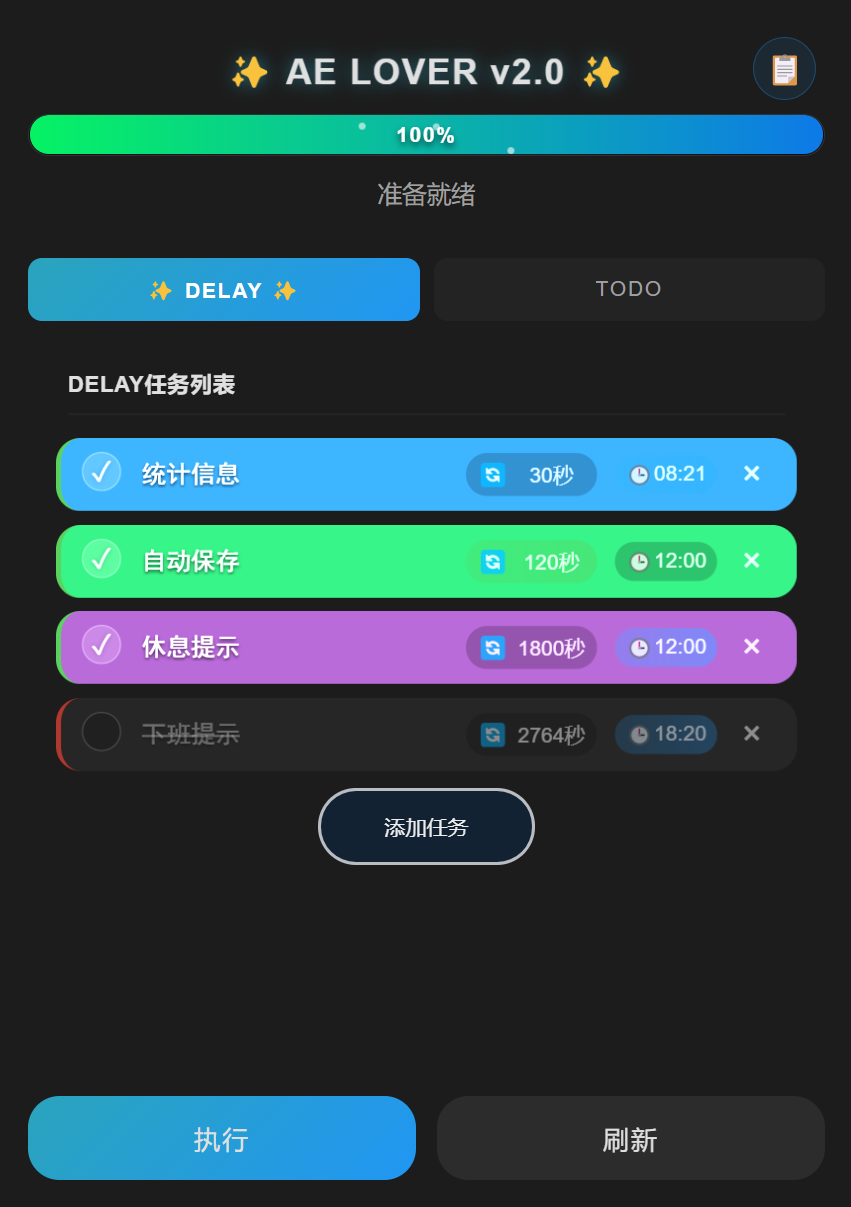 ✨ AE LOVER v2.0 ✨
100%
准备就绪
✨ DELAY ✨ TODO
DELAY任务列表
统计信息 30秒 08:21 ×
自动保存 120秒 12:00 ×
休息提示 1800秒 12:00 ×
下班提示 2764秒 18:20 ×
添加任务
执行 刷新